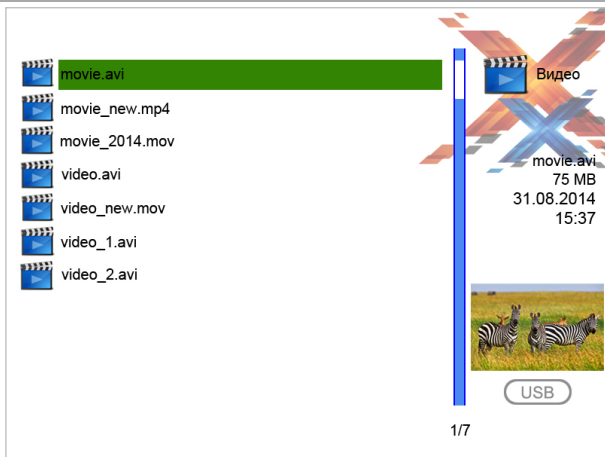 movie.avi
movie_new.mp4
movie_2014.mov
video.avi
video_new.mov
video_1.avi
video_2.avi
Видео
movie.avi
75 MB
31.08.2014
15:37
USB
1/7